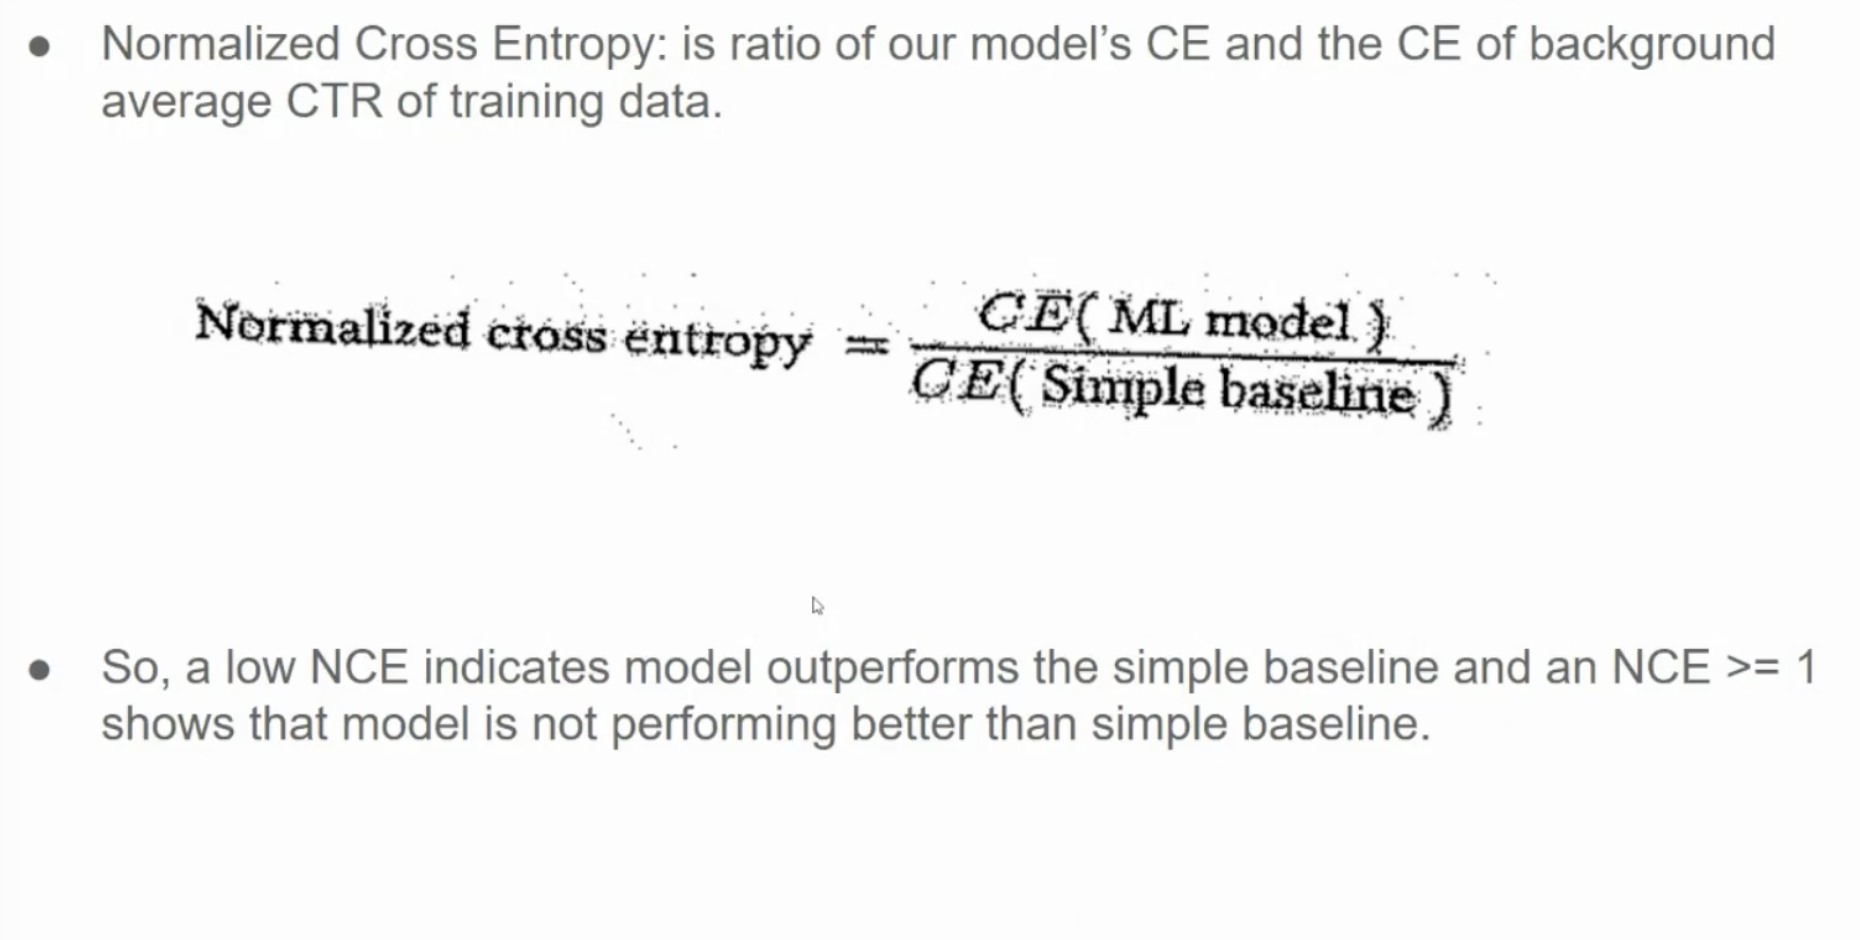 ● Normalized Cross Entropy: is ratio of our model’s CE and the CE of background
average CTR of training data.
Normalized cross entropy = CE( ML model ) / CE( Simple baseline )
● So, a low NCE indicates model outperforms the simple baseline and an NCE >= 1
shows that model is not performing better than simple baseline.